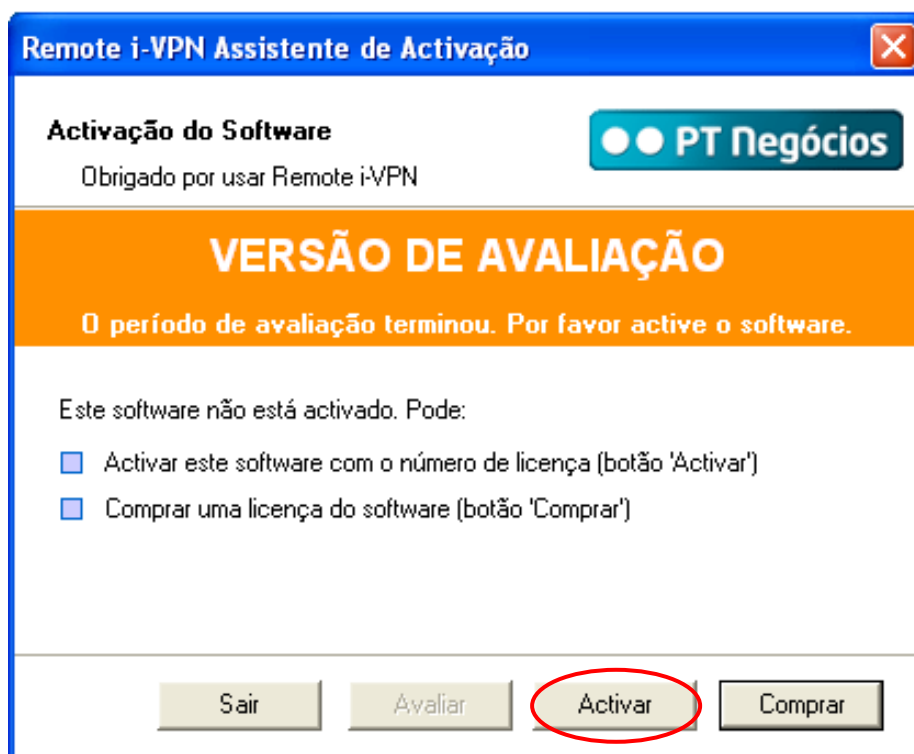 Remote i-VPN Assistente de Activação
Activação do Software
PT Negócios
Obrigado por usar Remote i-VPN
VERSÃO DE AVALIAÇÃO
O período de avaliação terminou. Por favor active o software.
Este software não está activado. Pode:
Activar este software com o número de licença (botão 'Activar')
Comprar uma licença do software (botão 'Comprar')
Sair Avaliar Activar Comprar